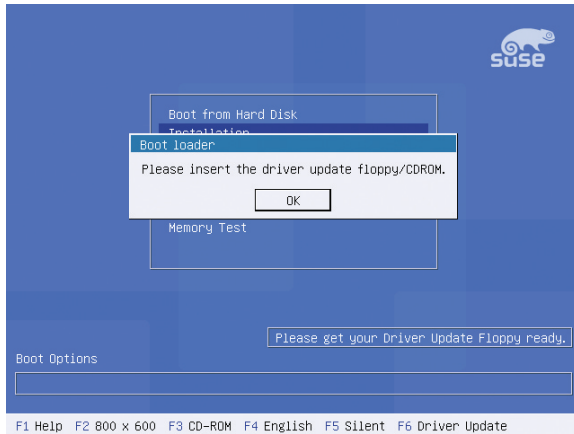 SUSE
Boot from Hard Disk
Installation
Boot loader
Please insert the driver update floppy/CDROM.
OK
Memory Test
Please get your Driver Update Floppy ready.
Boot Options
F1 Help F2 800 x 600 F3 CD-ROM F4 English F5 Silent F6 Driver Update